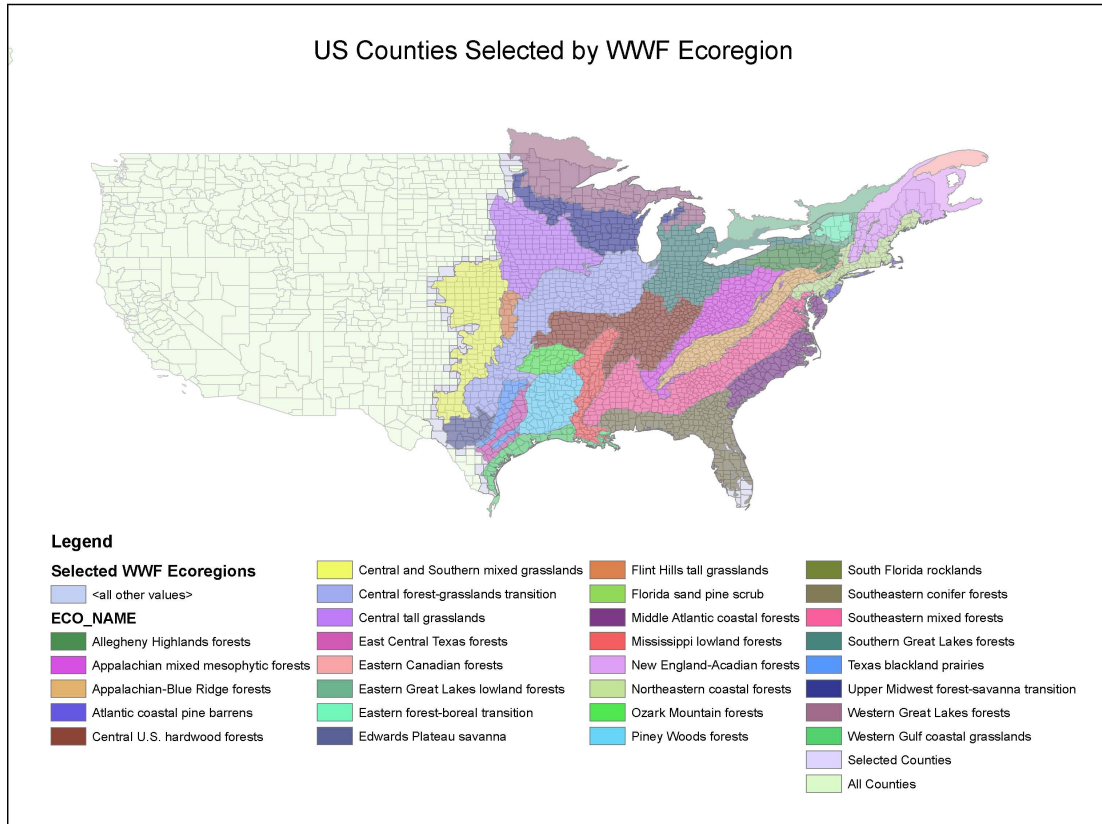 US Counties Selected by WWF Ecoregion
Legend
Selected WWF Ecoregions
<all other values>
ECO_NAME
Allegheny Highlands forests
Appalachian mixed mesophytic forests
Appalachian-Blue Ridge forests
Atlantic coastal pine barrens
Central U.S. hardwood forests
Central and Southern mixed grasslands
Central forest-grasslands transition
Central tall grasslands
East Central Texas forests
Eastern Canadian forests
Eastern Great Lakes lowland forests
Eastern forest-boreal transition
Edwards Plateau savanna
Flint Hills tall grasslands
Florida sand pine scrub
Middle Atlantic coastal forests
Mississippi lowland forests
New England-Acadian forests
Northeastern coastal forests
Ozark Mountain forests
Piney Woods forests
South Florida rocklands
Southeastern conifer forests
Southeastern mixed forests
Southern Great Lakes forests
Texas blackland prairies
Upper Midwest forest-savanna transition
Western Great Lakes forests
Western Gulf coastal grasslands
Selected Counties
All Counties